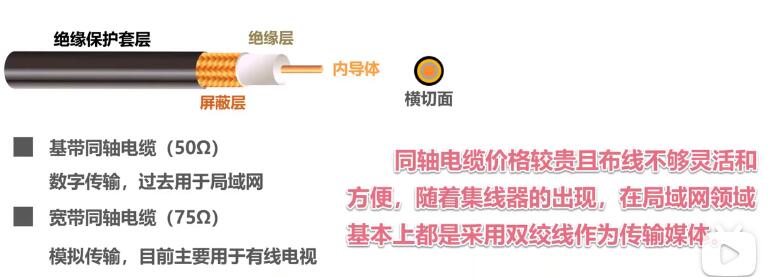 绝缘保护套层
绝缘层
内导体
屏蔽层
横切面
基带同轴电缆（50Ω）
数字传输，过去用于局域网
宽带同轴电缆（75Ω）
模拟传输，目前主要用于有线电视
同轴电缆价格较贵且布线不够灵活和
方便，随着集线器的出现，在局域网领域
基本上都是采用双绞线作为传输媒体。